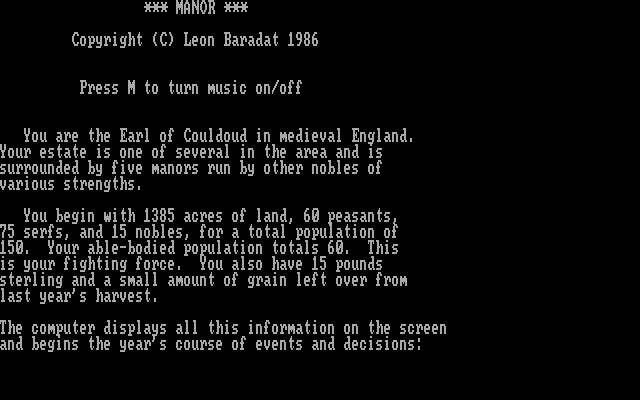 *** MANOR ***
Copyright (C) Leon Baradat 1986
Press M to turn music on/off
You are the Earl of Couldoud in medieval England.
Your estate is one of several in the area and is
surrounded by five manors run by other nobles of
various strengths.
You begin with 1385 acres of land, 60 peasants,
75 serfs, and 15 nobles, for a total population of
150.  Your able-bodied population totals 60.  This
is your fighting force.  You also have 15 pounds
sterling and a small amount of grain left over from
last year's harvest.
The computer displays all this information on the screen
and begins the year's course of events and decisions: